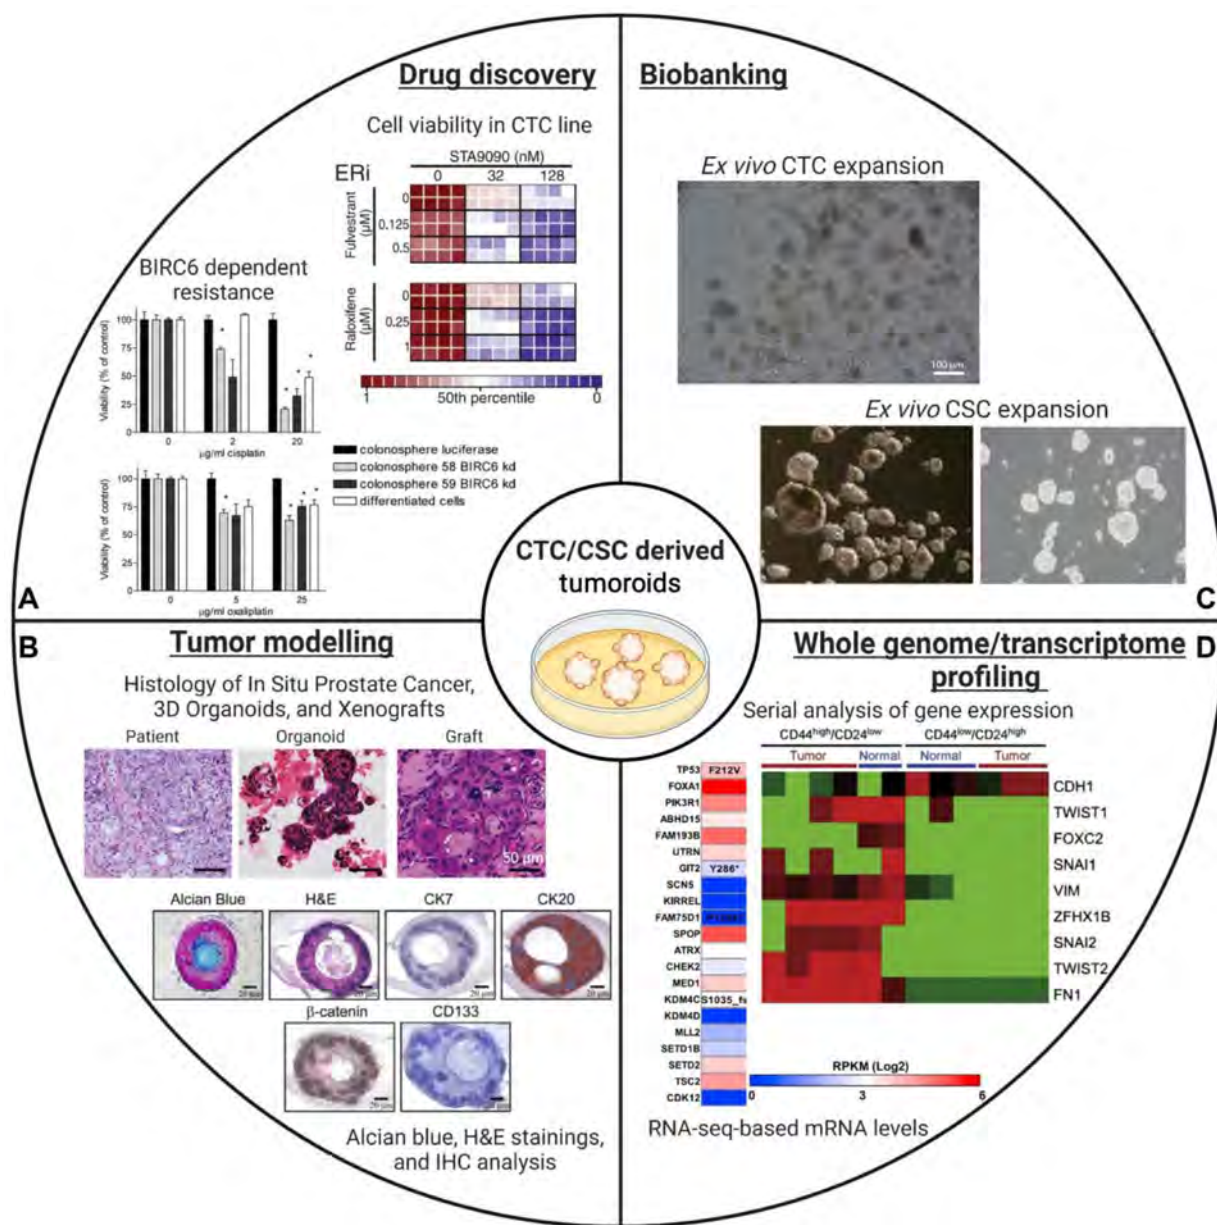 Drug discovery
Cell viability in CTC line
STA9090 (nM)
ERi
0 32 128
Fulvestrant
(μM)
0
0.125
0.5
Raloxifene
(μM)
0
0.25
1
1 50th percentile 0
BIRC6 dependent
resistance
Viability (% of control)
100
75
50
25
0
0 2 20
μg/ml cisplatin
* * * *
colonosphere luciferase
colonosphere 58 BIRC6 kd
colonosphere 59 BIRC6 kd
differentiated cells
Viability (% of control)
100
75
50
25
0
0 5 25
μg/ml oxaliplatin
* * * *
A
Biobanking
Ex vivo CTC expansion
100 μm
Ex vivo CSC expansion
C
CTC/CSC derived
tumoroids
B
Tumor modelling
Histology of In Situ Prostate Cancer,
3D Organoids, and Xenografts
Patient Organoid Graft
50 μm
Alcian Blue H&E CK7 CK20
20 μm 20 μm 20 μm 20 μm
β-catenin CD133
20 μm
Alcian blue, H&E stainings,
and IHC analysis
Whole genome/transcriptome
profiling
D
Serial analysis of gene expression
CD44high/CD24low CD44low/CD24high
Tumor Normal Normal Tumor
CDH1
TWIST1
FOXC2
SNAI1
VIM
ZFHX1B
SNAI2
TWIST2
FN1
TP53 F212V
FOXA1
PIK3R1
ABHD15
FAM193B
UTRN
GIT2 Y286*
SCN5
KIRREL
FAM75D1
SPOP
ATRX
CHEK2
MED1
KDM4C S1035_fs
KDM4D
MLL2
SETD1B
SETD2
TSC2
CDK12
RPKM (Log2)
0 3 6
RNA-seq-based mRNA levels